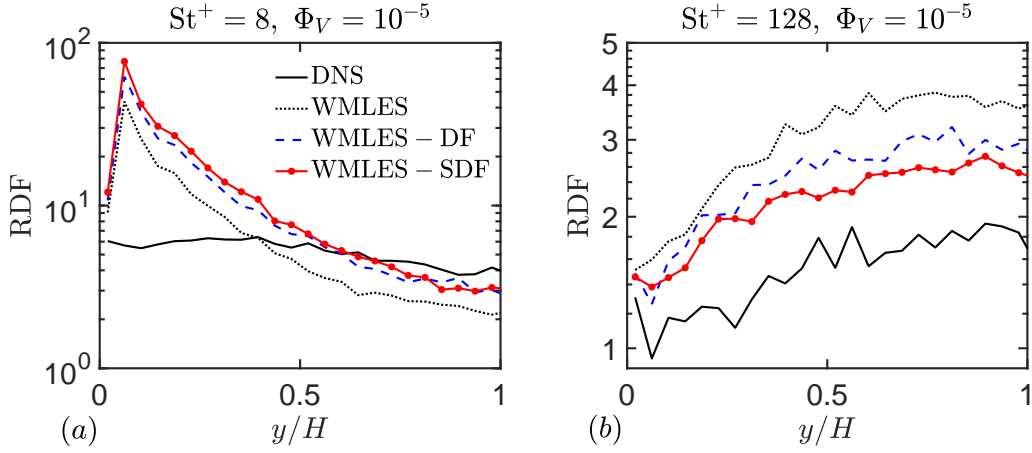 St⁺ = 8, Φ_V = 10⁻⁵
RDF
10²
10¹
10⁰
DNS
WMLES
WMLES − DF
WMLES − SDF
0
0.5
1
(a)
y/H
St⁺ = 128, Φ_V = 10⁻⁵
RDF
5
4
3
2
1
0
0.5
1
(b)
y/H